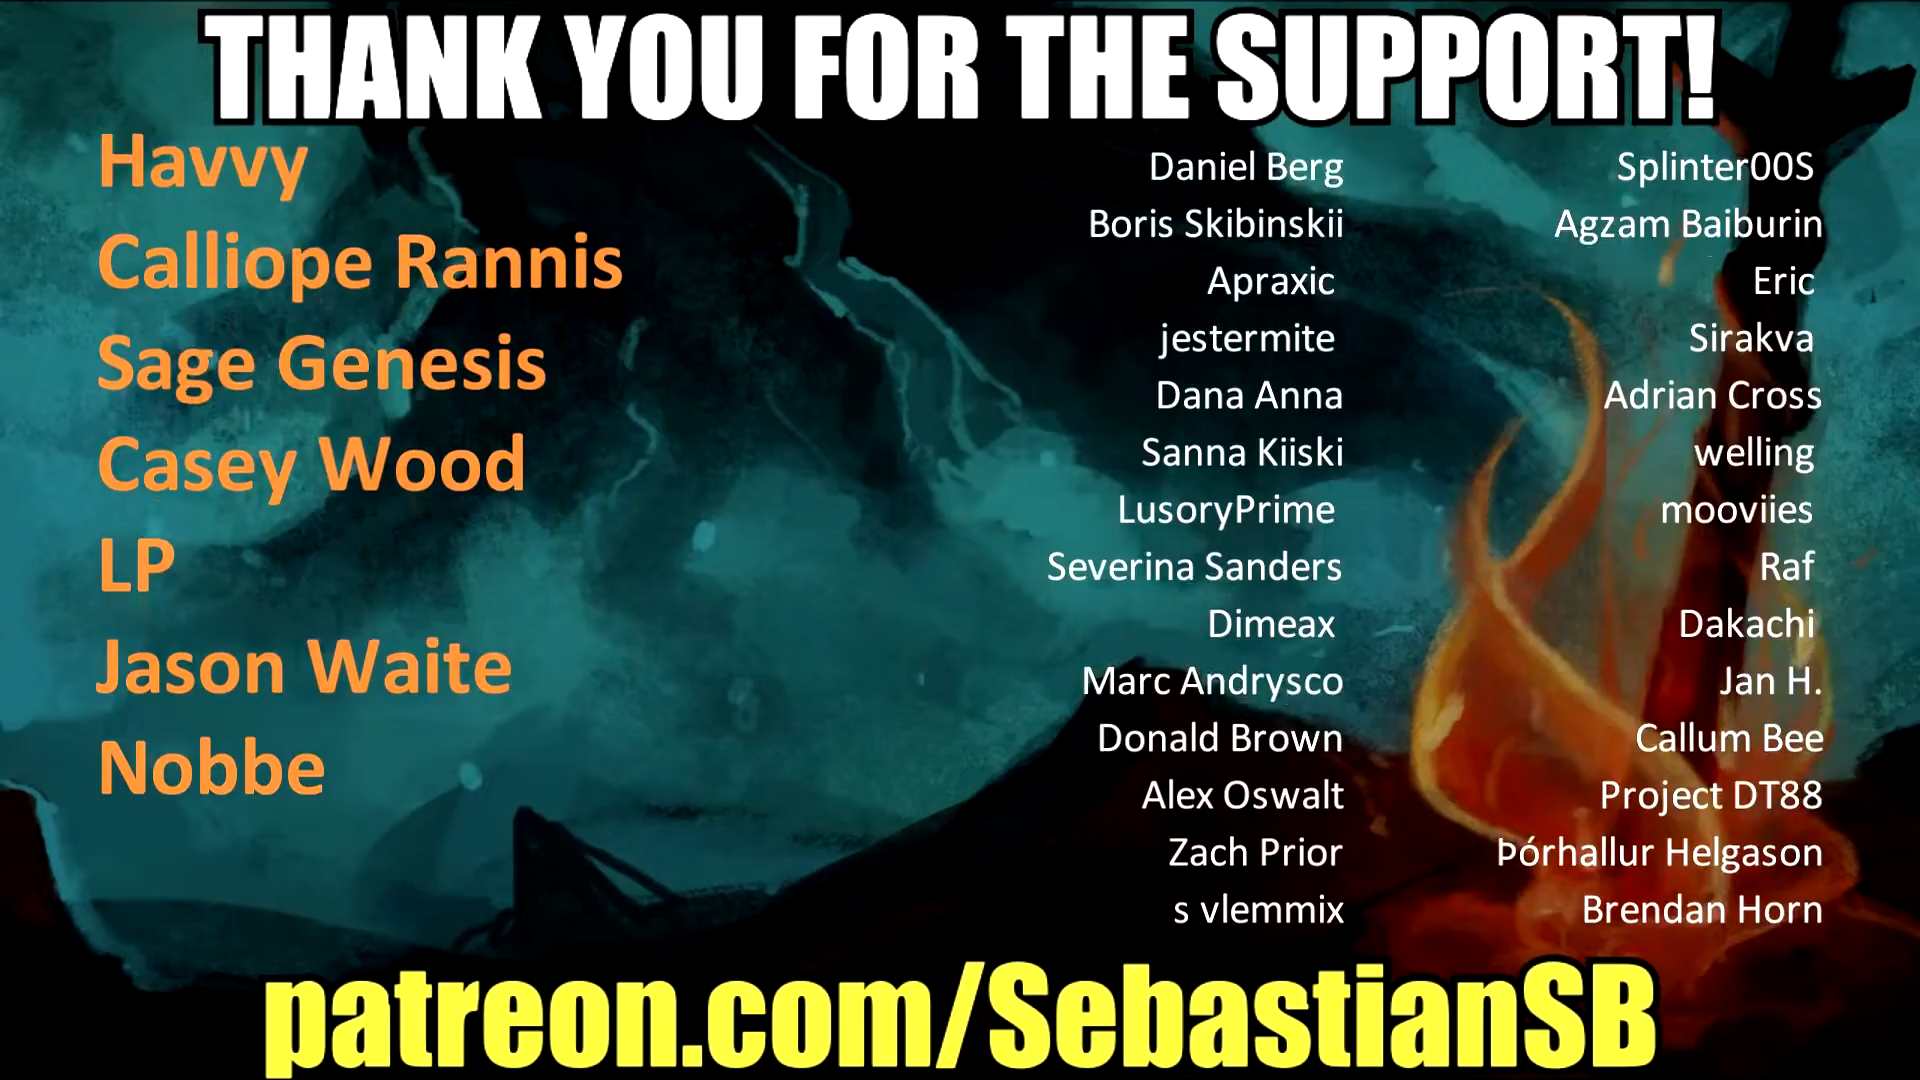 THANK YOU FOR THE SUPPORT!
Havvy
Calliope Rannis
Sage Genesis
Casey Wood
LP
Jason Waite
Nobbe
Daniel Berg
Boris Skibinskii
Apraxic
jestermite
Dana Anna
Sanna Kiiski
LusoryPrime
Severina Sanders
Dimeax
Marc Andrysco
Donald Brown
Alex Oswalt
Zach Prior
s vlemmix
Splinter00S
Agzam Baiburin
Eric
Sirakva
Adrian Cross
welling
mooviies
Raf
Dakachi
Jan H.
Callum Bee
Project DT88
Þórhallur Helgason
Brendan Horn
patreon.com/SebastianSB